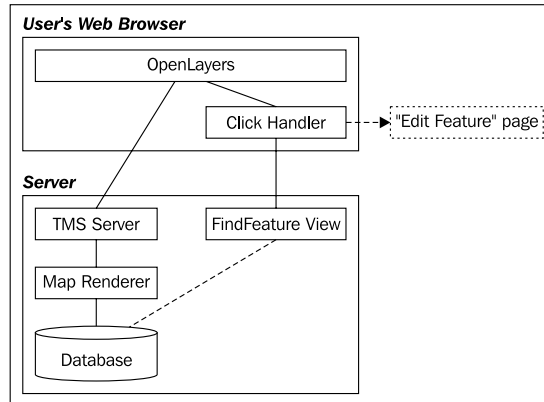 User's Web Browser
OpenLayers
Click Handler
"Edit Feature" page
Server
TMS Server
FindFeature View
Map Renderer
Database